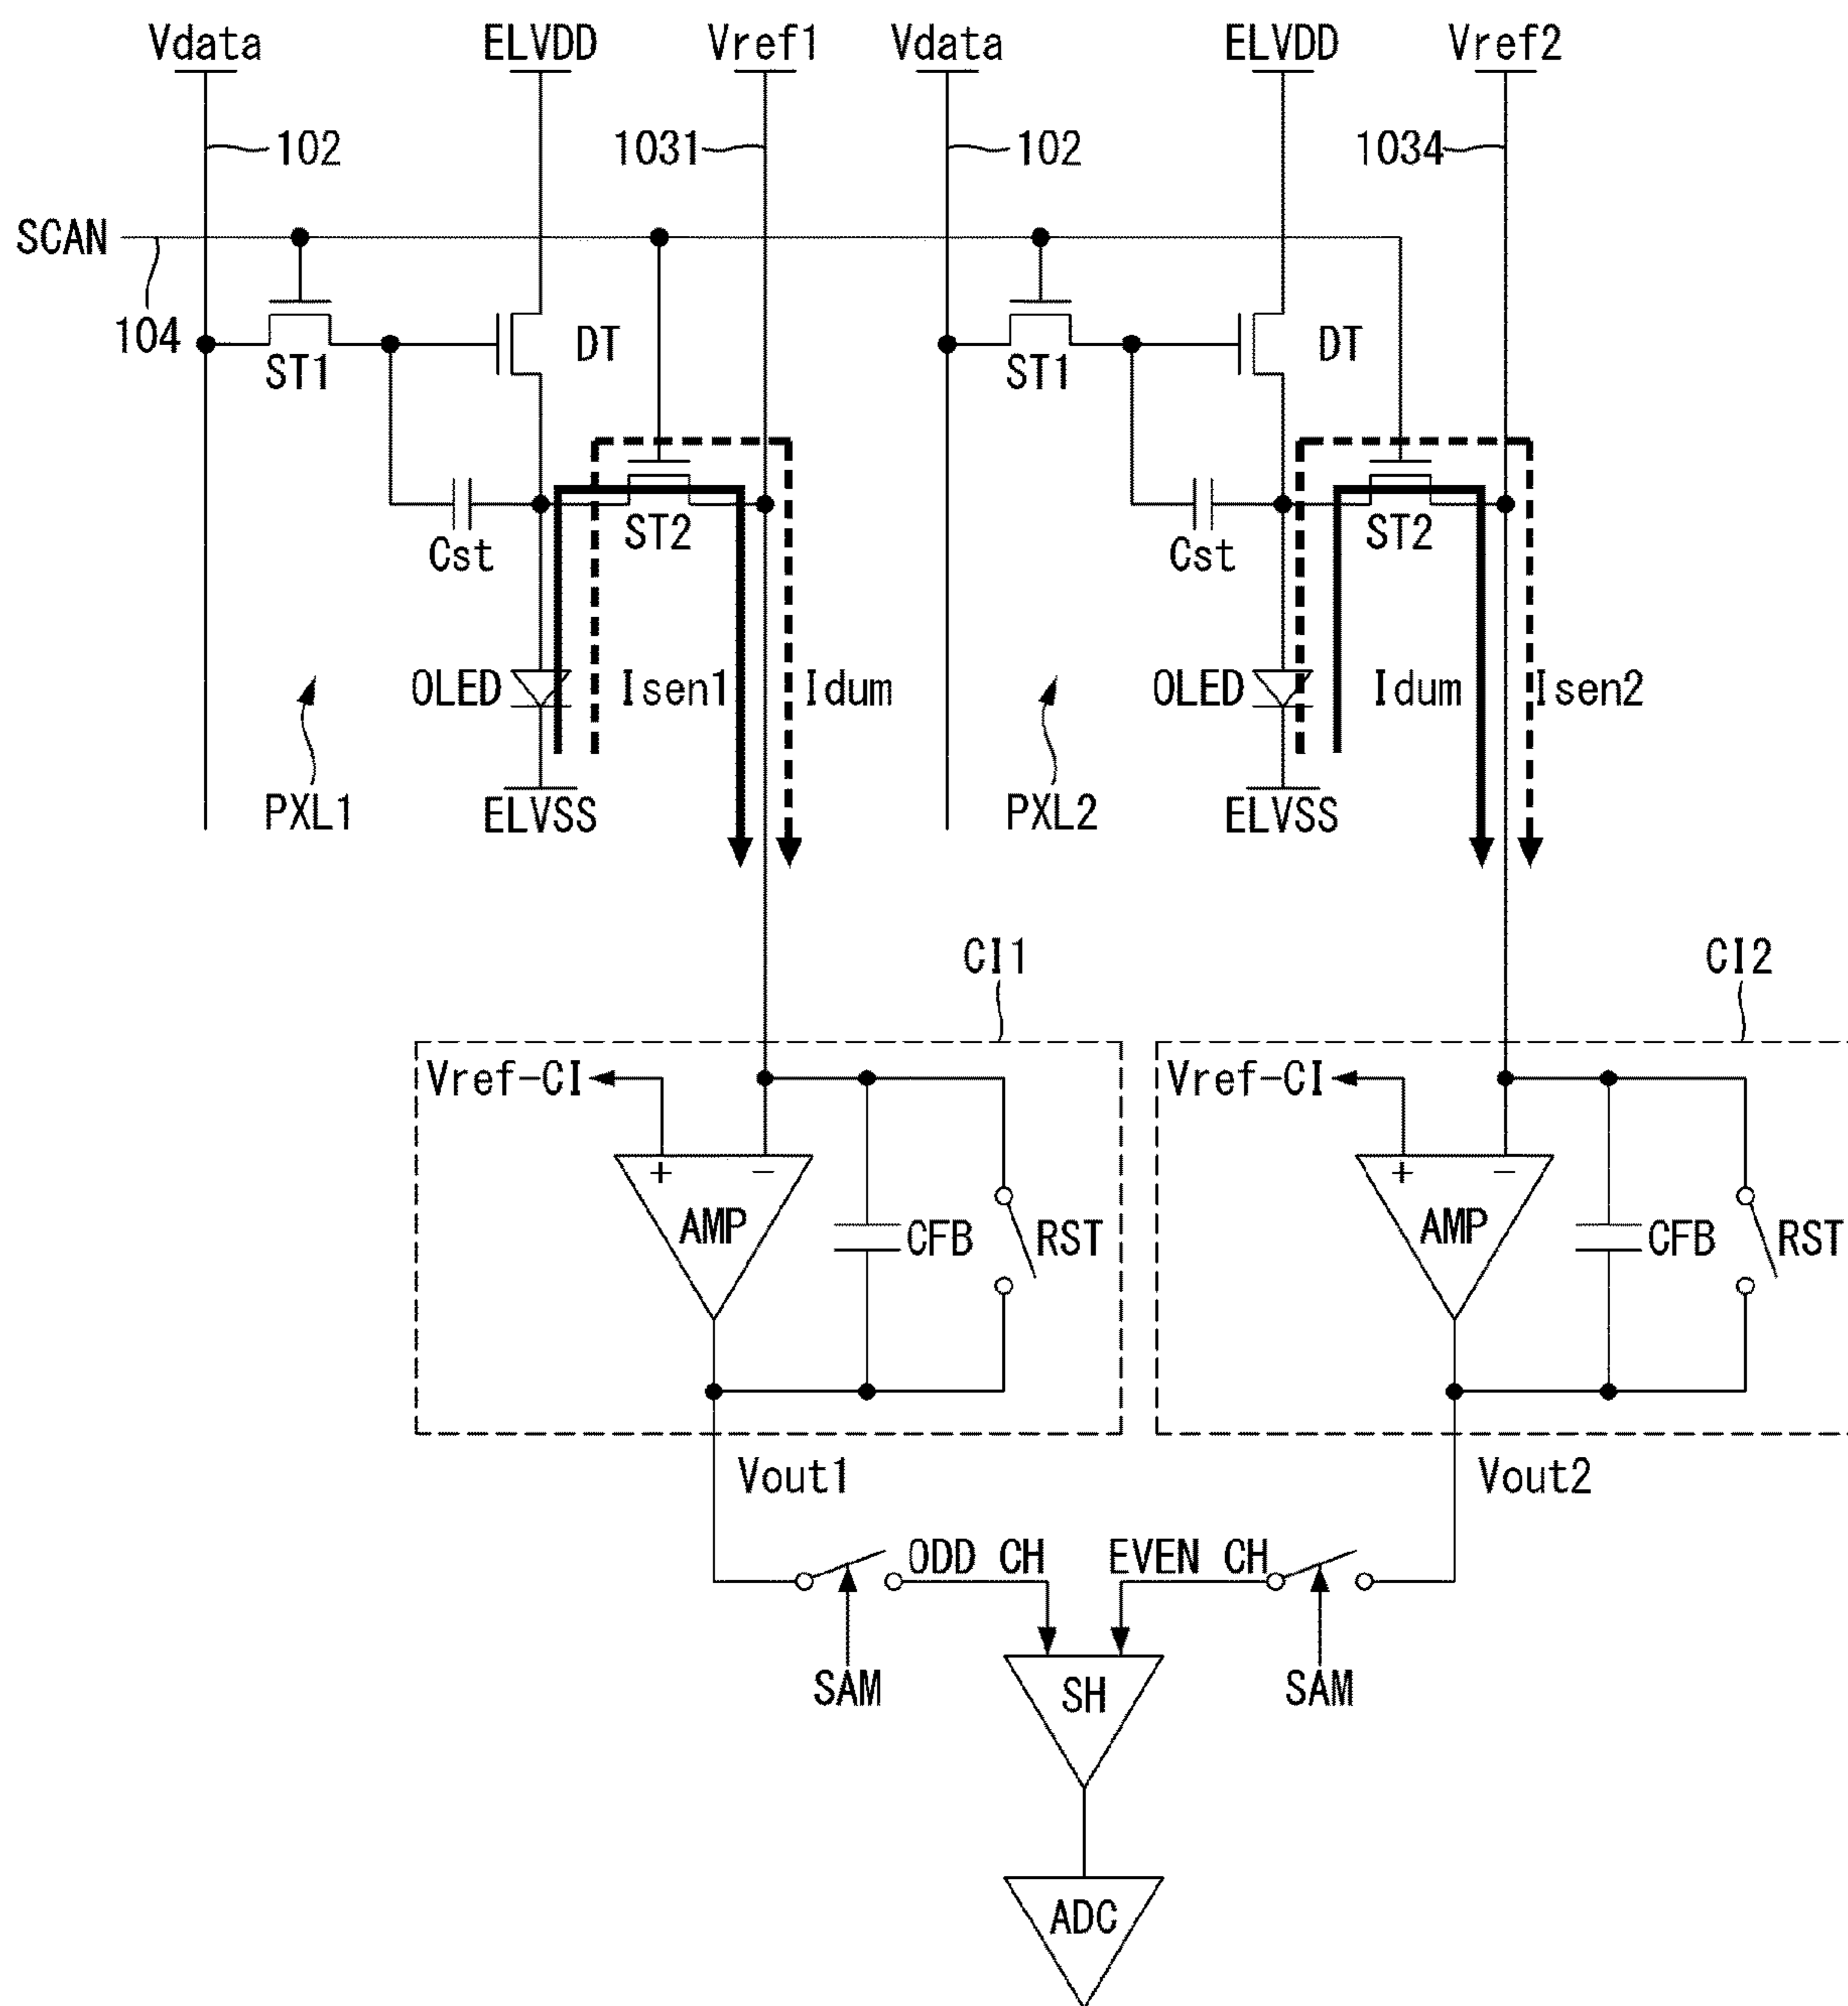 Vdata ELVDD Vref1 Vdata ELVDD Vref2
102 1031 102 1034
SCAN
104 ST1 DT ST1 DT
Cst ST2 Cst ST2
OLED Isen1 Idum OLED Idum Isen2
PXL1 ELVSS PXL2 ELVSS
CI1 CI2
Vref-CI Vref-CI
+ − + −
AMP CFB RST AMP CFB RST
Vout1 Vout2
ODD CH EVEN CH
SAM SH SAM
ADC